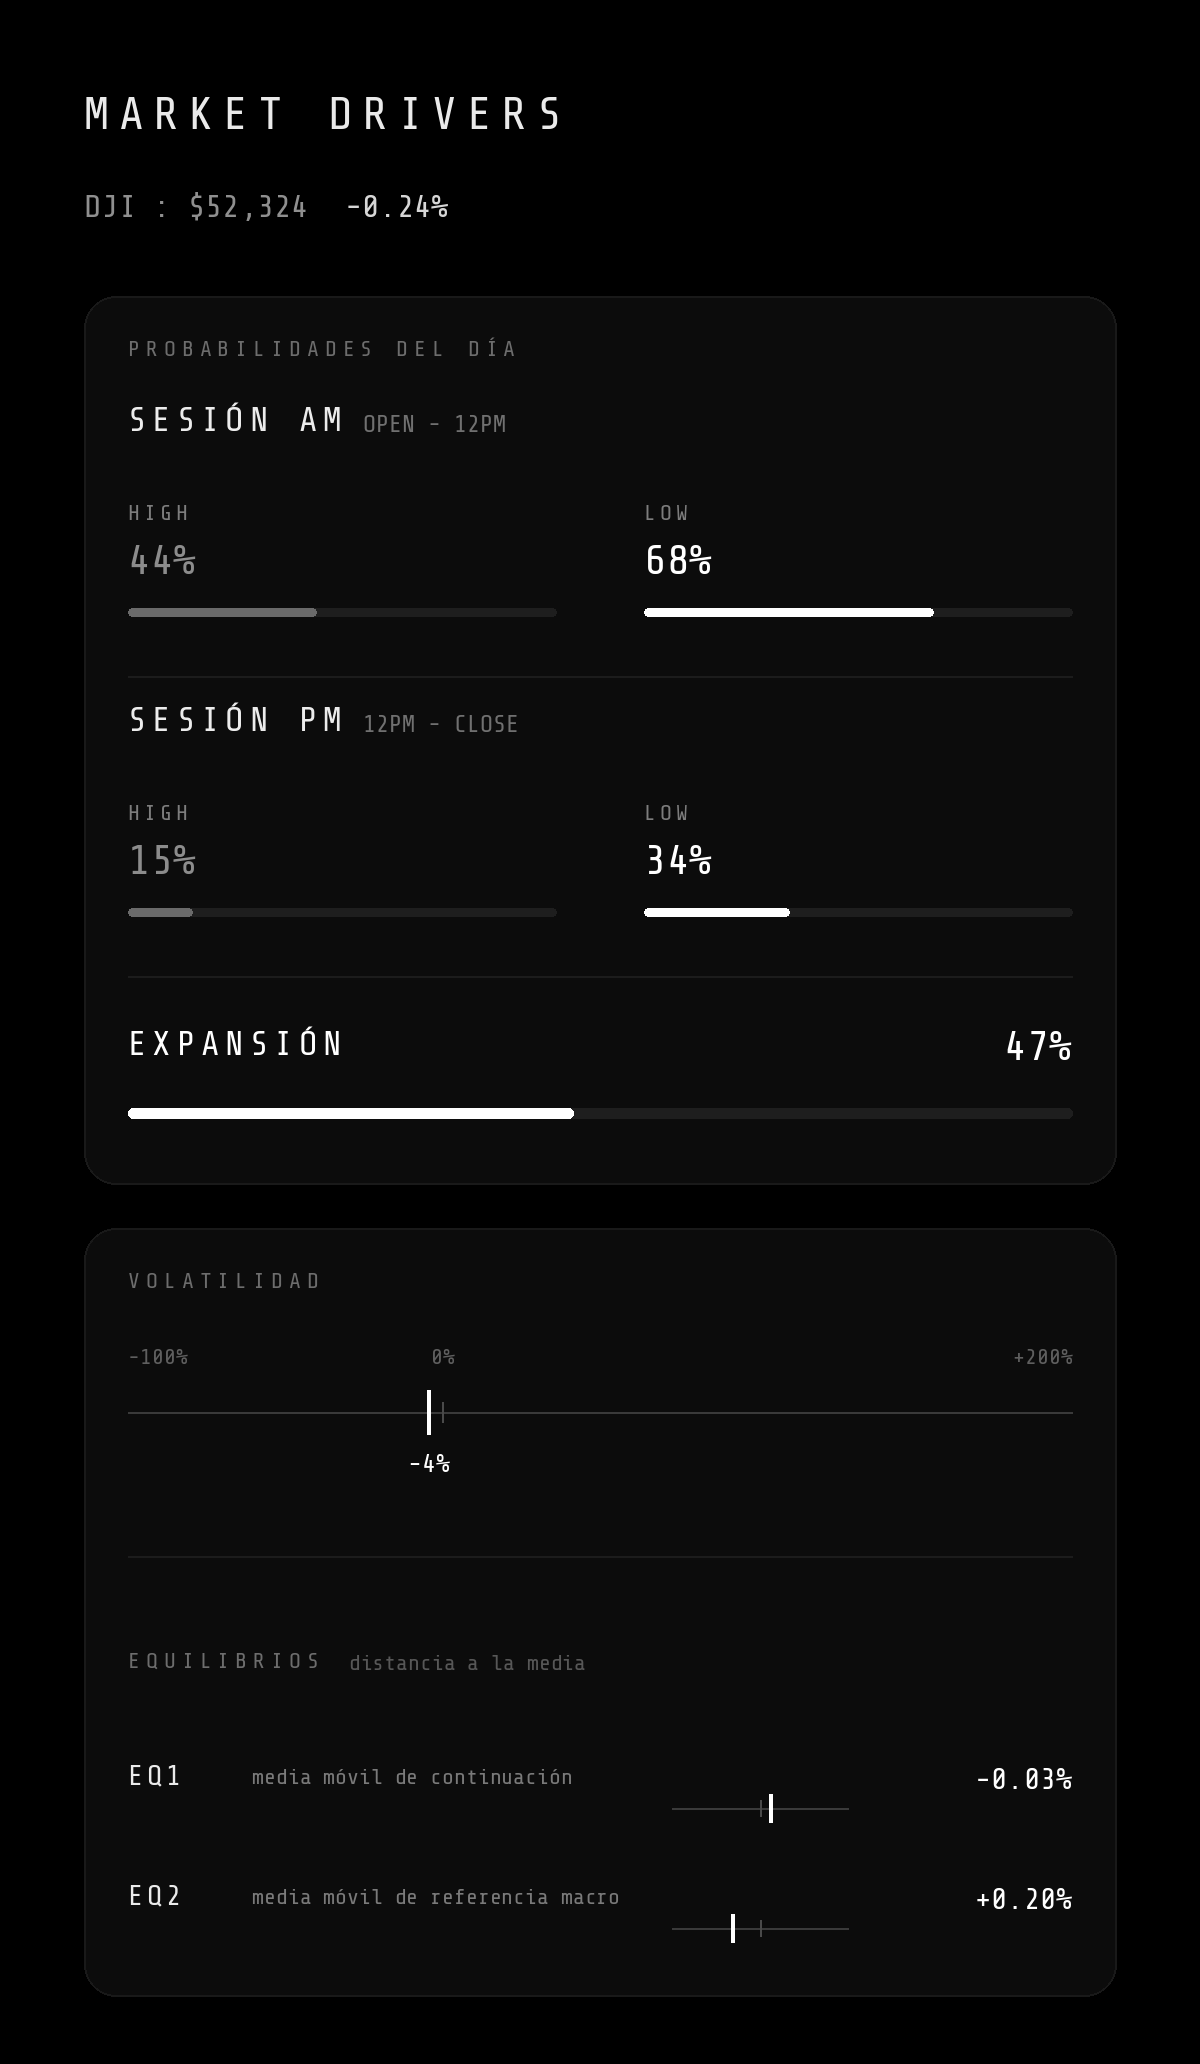 MARKET DRIVERS
DJI : $52,324 -0.24%
PROBABILIDADES DEL DÍA
SESIÓN AM OPEN - 12PM
HIGH LOW
44% 68%
SESIÓN PM 12PM - CLOSE
HIGH LOW
15% 34%
EXPANSIÓN 47%
VOLATILIDAD
-100% 0% +200%
-4%
EQUILIBRIOS distancia a la media
EQ1 media móvil de continuación -0.03%
EQ2 media móvil de referencia macro +0.20%